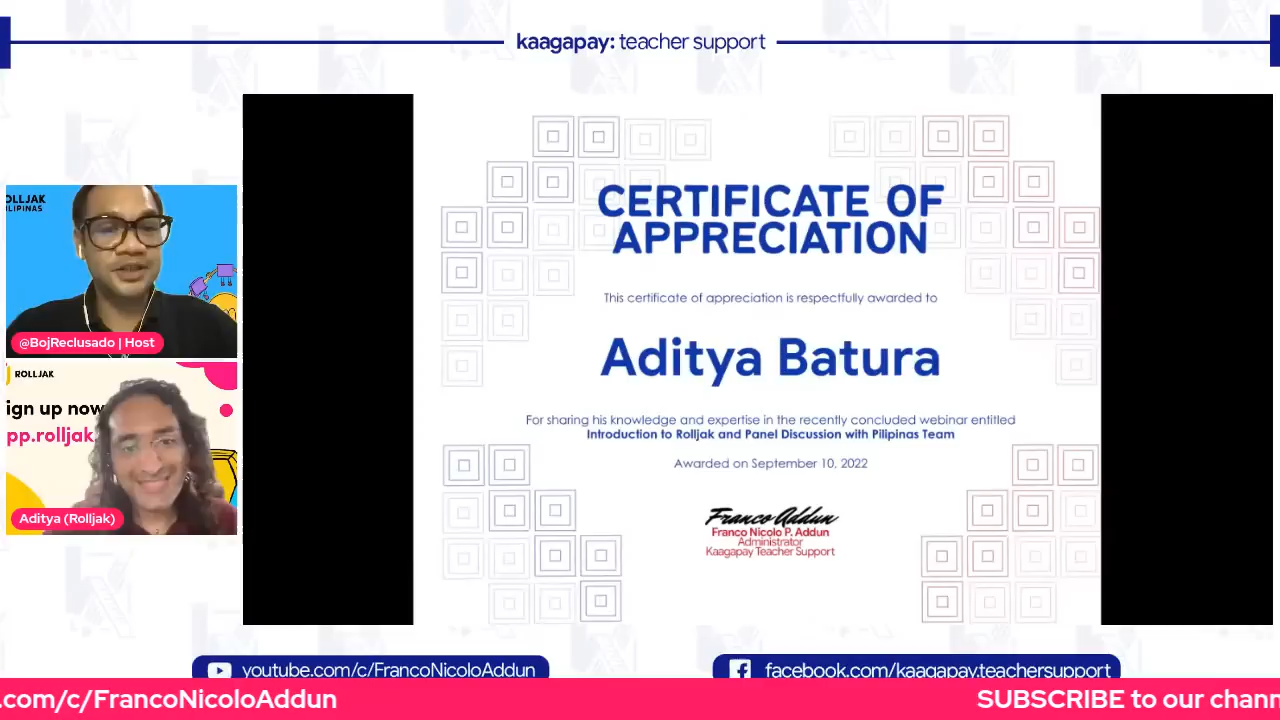 kaagapay: teacher support
CERTIFICATE OF
APPRECIATION
This certificate of appreciation is respectfully awarded to
Aditya Batura
For sharing his knowledge and expertise in the recently concluded webinar entitled
Introduction to Rolljak and Panel Discussion with Pilipinas Team
Awarded on September 10, 2022
Franco Addun
Franco Nicolo P. Addun
Administrator
Kaagapay Teacher Support
OLLJAK
ILIPINAS
@BojReclusado | Host
ROLLJAK
ign up now
pp.rolljak.
Aditya (Rolljak)
youtube.com/c/FrancoNicoloAddun
facebook.com/kaagapay.teachersupport
.com/c/FrancoNicoloAddun
SUBSCRIBE to our chann